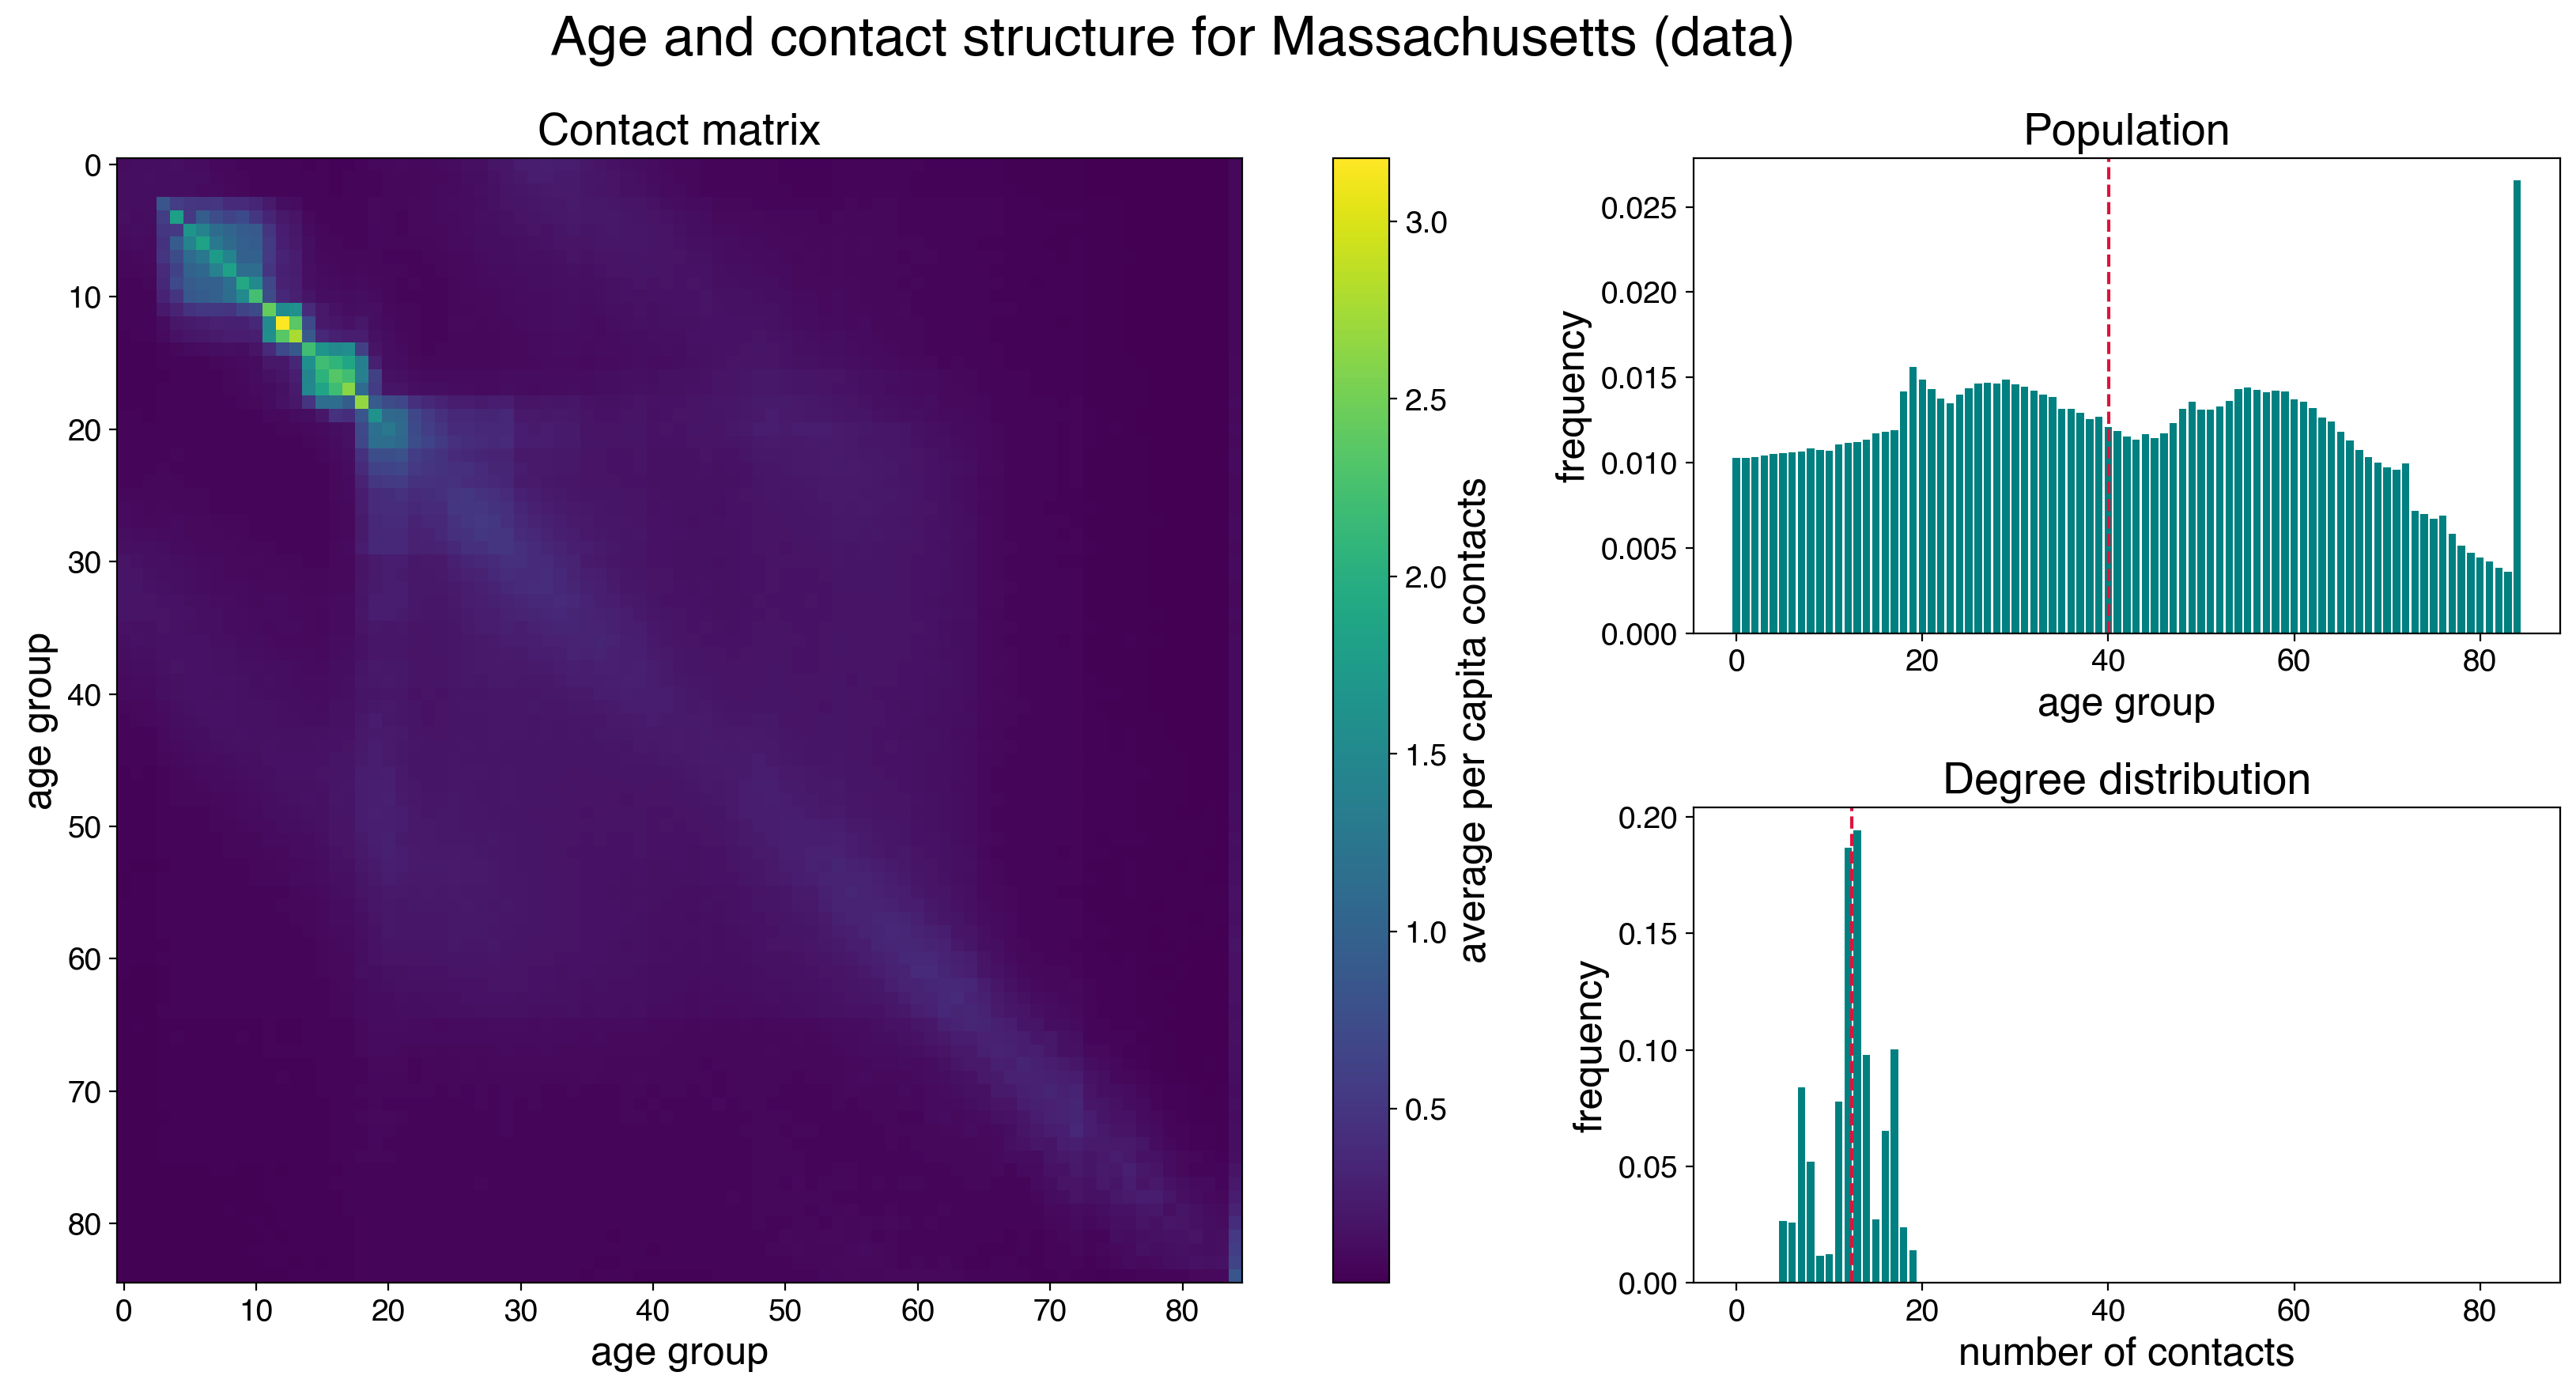 Age and contact structure for Massachusetts (data)
Contact matrix
0
10
20
30
40
50
60
70
80
age group
0 10 20 30 40 50 60 70 80
age group
3.0
2.5
2.0
1.5
1.0
0.5
average per capita contacts
Population
0.025
0.020
0.015
0.010
0.005
0.000
frequency
0 20 40 60 80
age group
Degree distribution
0.20
0.15
0.10
0.05
0.00
frequency
0 20 40 60 80
number of contacts